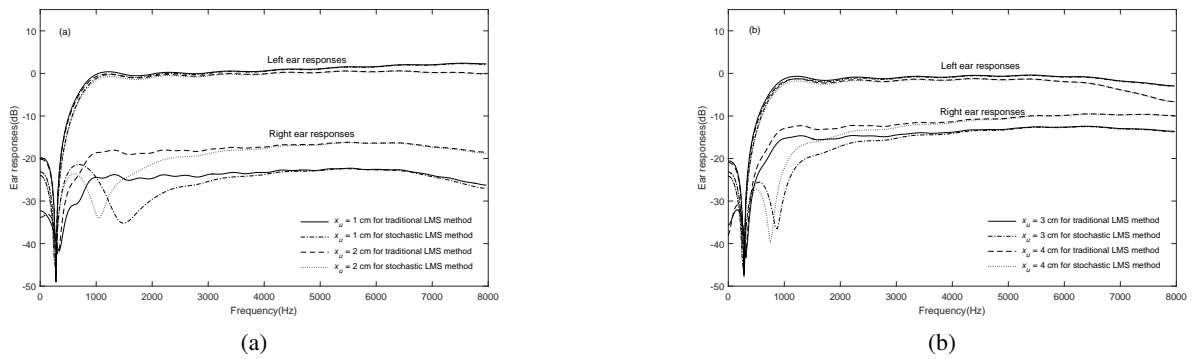 15
10
0
-10
-20
-30
-40
-50
Ear responses(dB)
(a)
Left ear responses
Right ear responses
x_u = 1 cm for traditional LMS method
x_u = 1 cm for stochastic LMS method
x_u = 2 cm for traditional LMS method
x_u = 2 cm for stochastic LMS method
0 1000 2000 3000 4000 5000 6000 7000 8000
Frequency(Hz)
(a)
10
0
-10
-20
-30
-40
-50
Ear responses(dB)
(b)
Left ear responses
Right ear responses
x_u = 3 cm for traditional LMS method
x_u = 3 cm for stochastic LMS method
x_u = 4 cm for traditional LMS method
x_u = 4 cm for stochastic LMS method
0 1000 2000 3000 4000 5000 6000 7000 8000
Frequency(Hz)
(b)